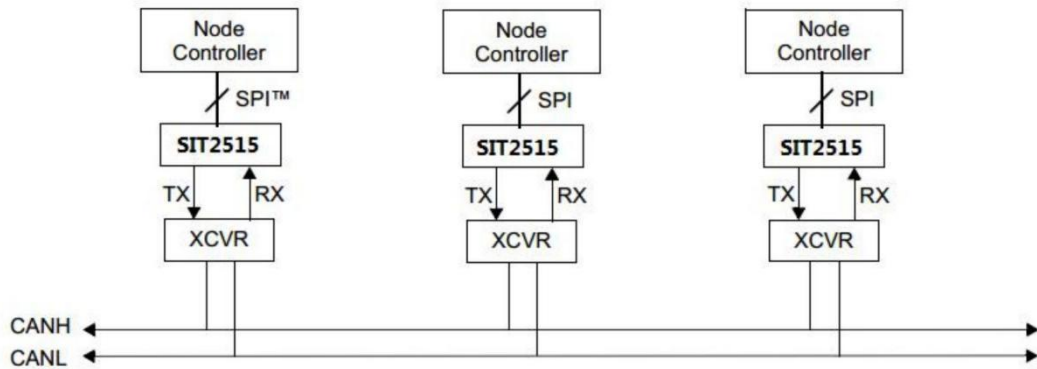 Node
Controller
Node
Controller
Node
Controller
SPI™
SPI
SPI
SIT2515
SIT2515
SIT2515
TX
RX
TX
RX
TX
RX
XCVR
XCVR
XCVR
CANH
CANL